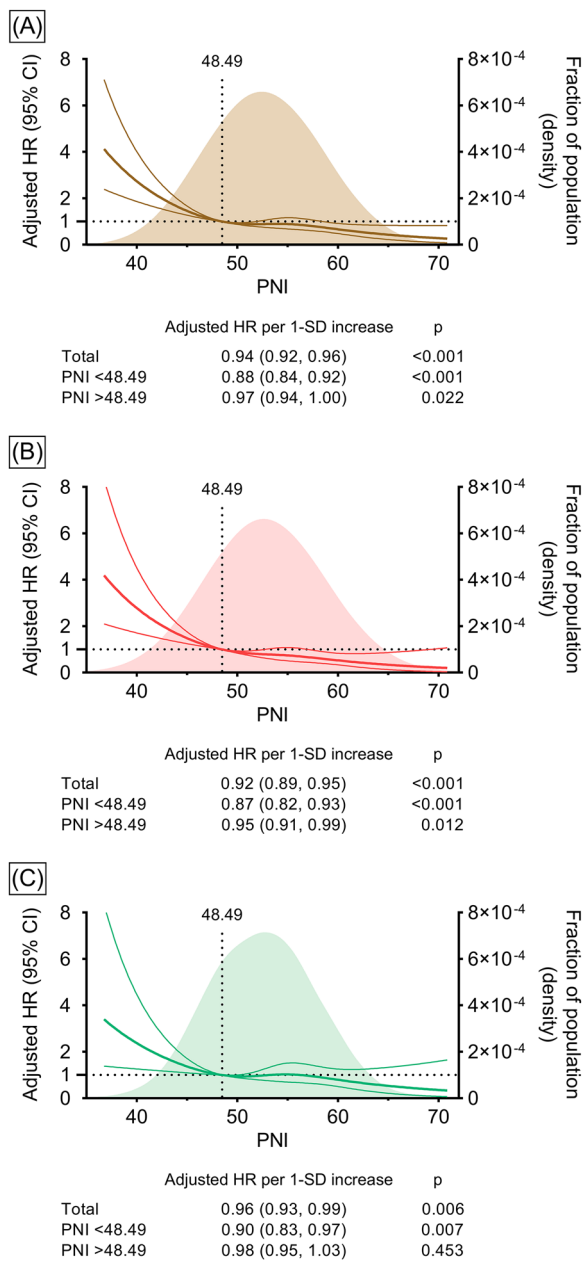 (A)
48.49
Adjusted HR (95% CI)
8
6
4
2
1
0
8×10⁻⁴
6×10⁻⁴
4×10⁻⁴
2×10⁻⁴
0
Fraction of population
(density)
40 50 60 70
PNI
Adjusted HR per 1-SD increase p
Total 0.94 (0.92, 0.96) <0.001
PNI <48.49 0.88 (0.84, 0.92) <0.001
PNI >48.49 0.97 (0.94, 1.00) 0.022
(B)
48.49
Adjusted HR (95% CI)
8
6
4
2
1
0
8×10⁻⁴
6×10⁻⁴
4×10⁻⁴
2×10⁻⁴
0
Fraction of population
(density)
40 50 60 70
PNI
Adjusted HR per 1-SD increase p
Total 0.92 (0.89, 0.95) <0.001
PNI <48.49 0.87 (0.82, 0.93) <0.001
PNI >48.49 0.95 (0.91, 0.99) 0.012
(C)
48.49
Adjusted HR (95% CI)
8
6
4
2
1
0
8×10⁻⁴
6×10⁻⁴
4×10⁻⁴
2×10⁻⁴
0
Fraction of population
(density)
40 50 60 70
PNI
Adjusted HR per 1-SD increase p
Total 0.96 (0.93, 0.99) 0.006
PNI <48.49 0.90 (0.83, 0.97) 0.007
PNI >48.49 0.98 (0.95, 1.03) 0.453